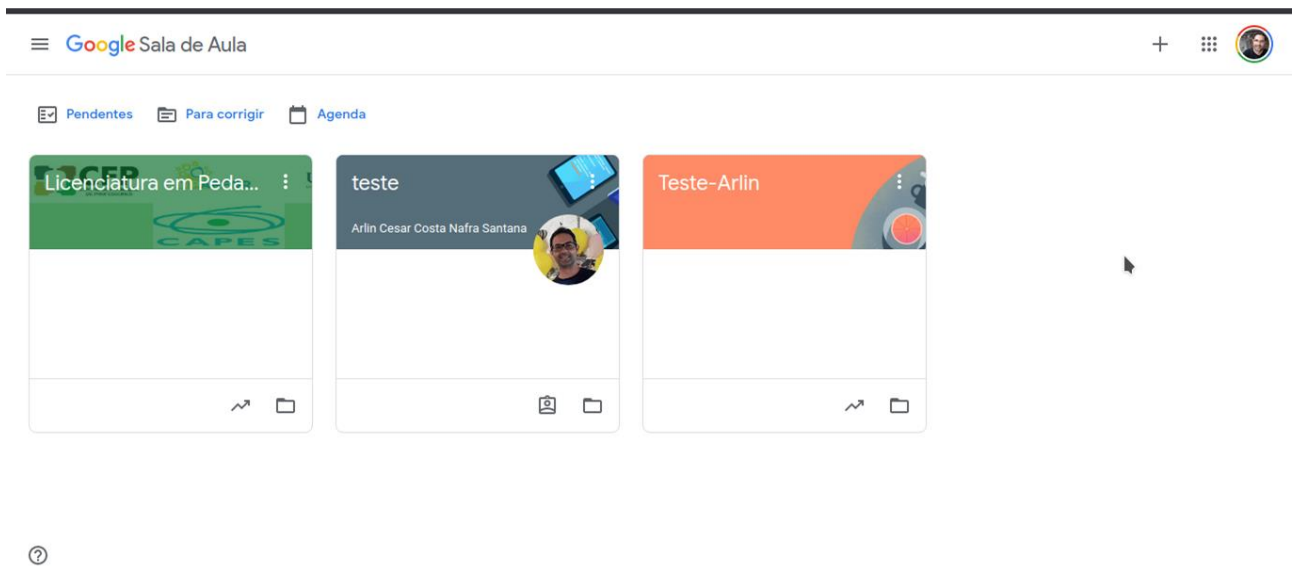 Google Sala de Aula
Pendentes Para corrigir Agenda
Licenciatura em Peda...
CAPES
teste
Arlin Cesar Costa Nafra Santana
Teste-Arlin